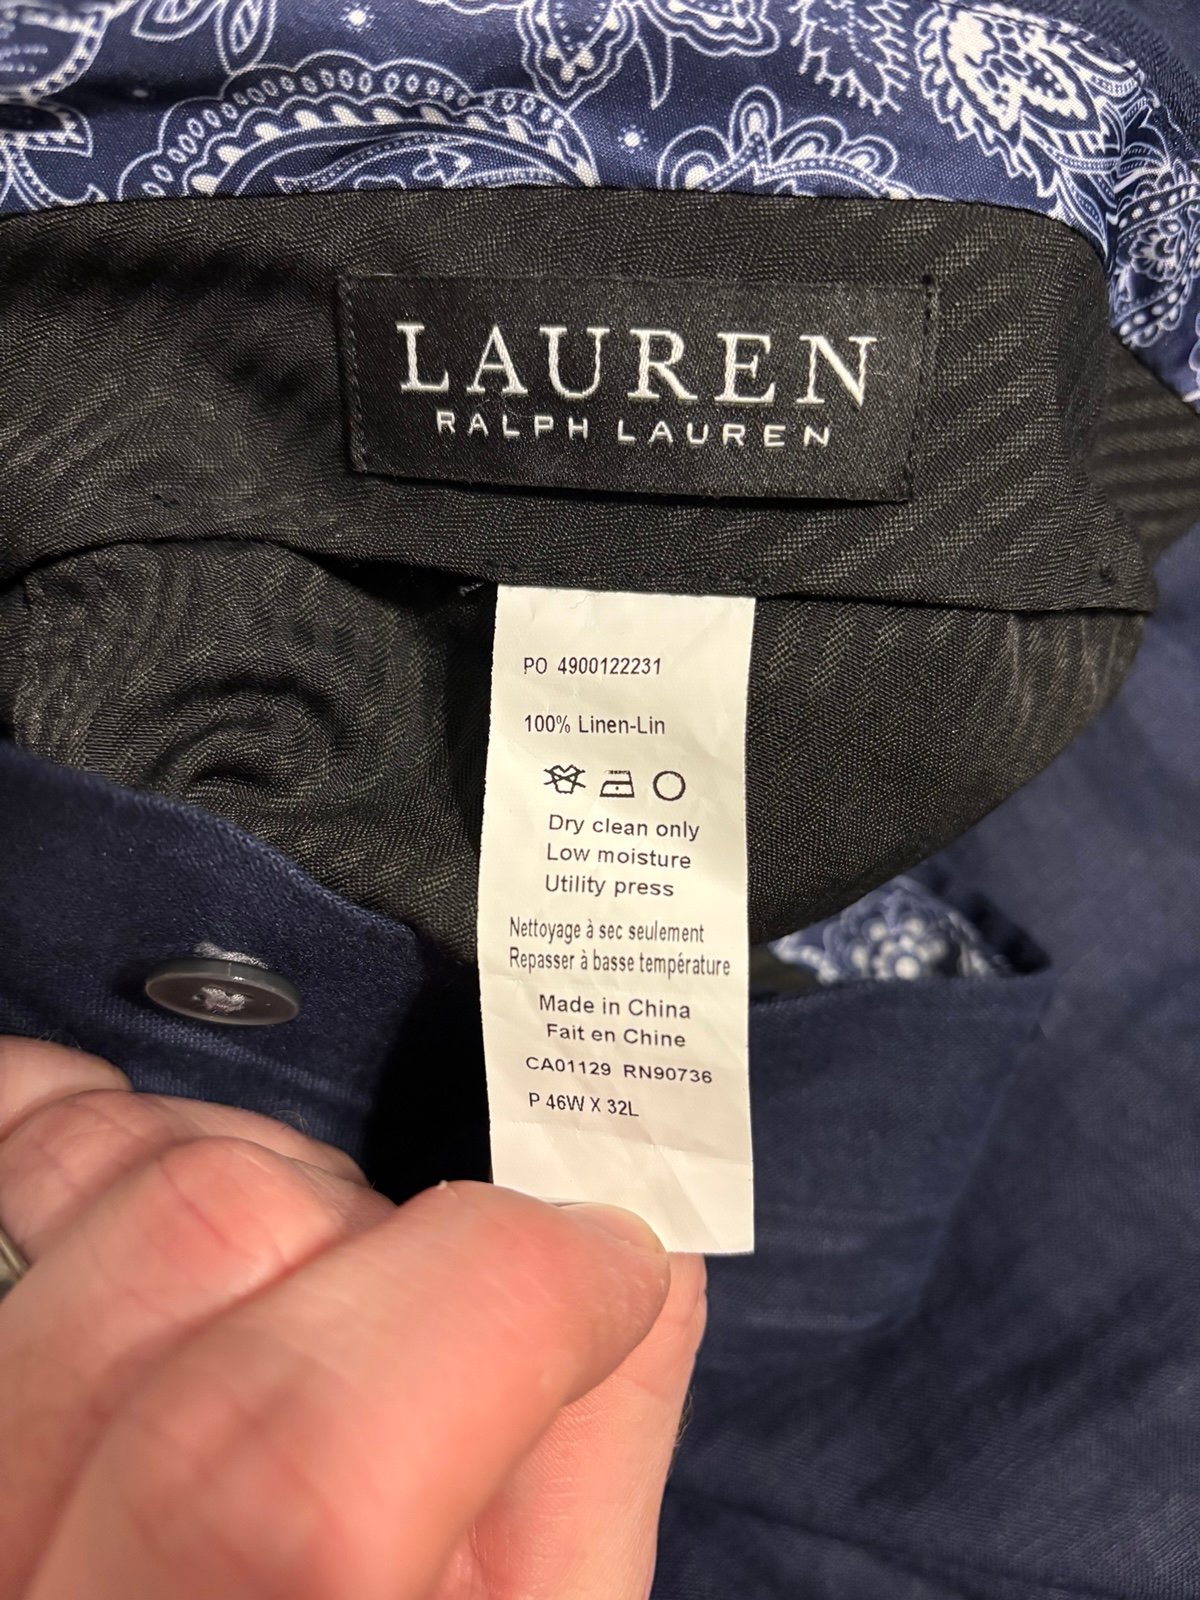 LAUREN
RALPH LAUREN
PO 4900122231
100% Linen-Lin
Dry clean only
Low moisture
Utility press
Nettoyage à sec seulement
Repasser à basse température
Made in China
Fait en Chine
CA01129 RN90736
P 46W X 32L